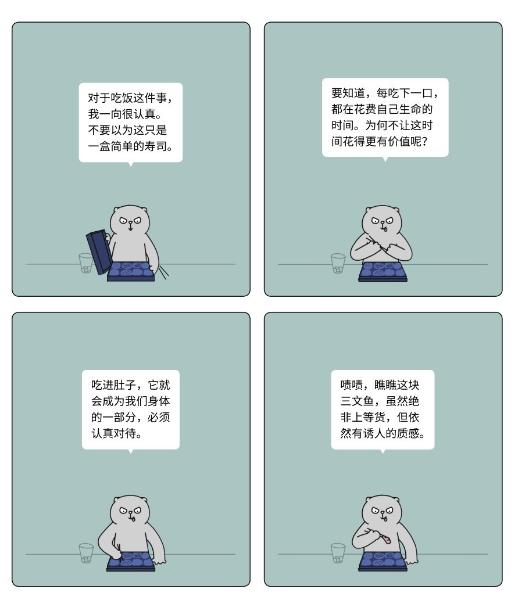 对于吃饭这件事，
我一向很认真。
不要以为这只是
一盒简单的寿司。
要知道，每吃下一口，
都在花费自己生命的
时间。为何不让这时
间花得更有价值呢？
吃进肚子，它就
会成为我们身体
的一部分，必须
认真对待。
啧啧，瞧瞧这块
三文鱼，虽然绝
非上等货，但依
然有诱人的质感。